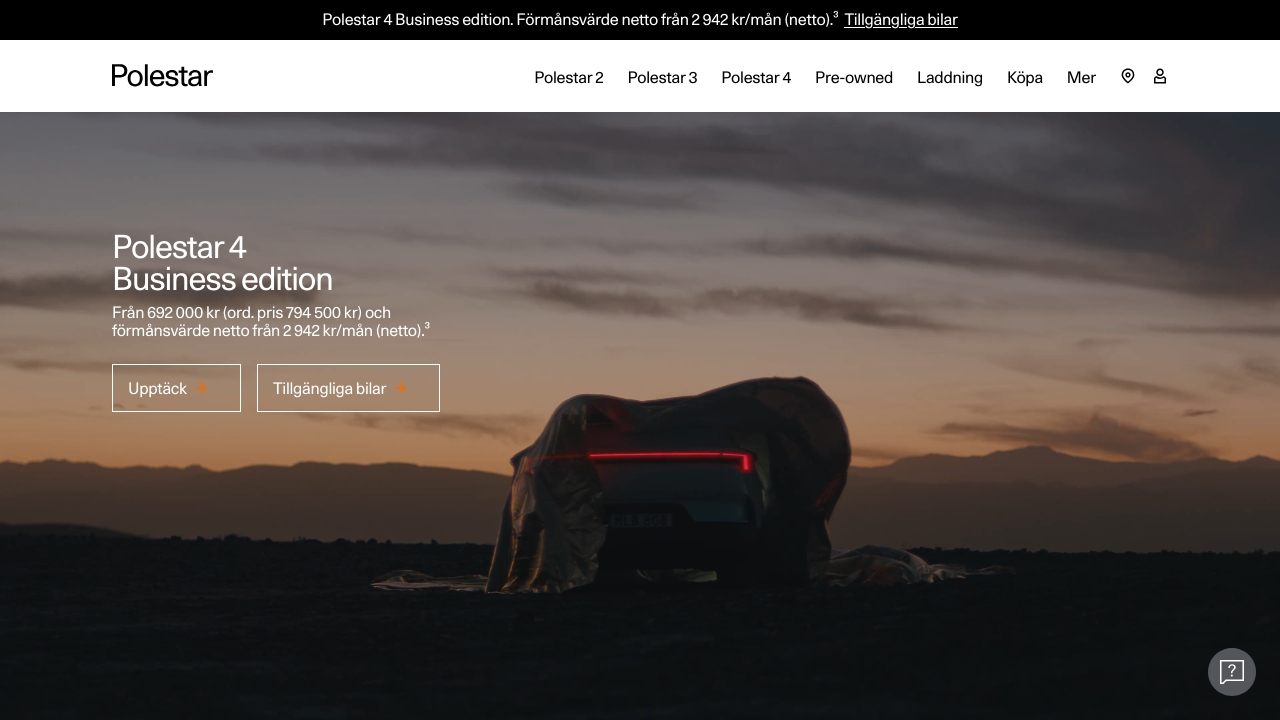 Polestar 4 Business edition. Förmånsvärde netto från 2 942 kr/mån (netto).³ Tillgängliga bilar
Polestar
Polestar 2 Polestar 3 Polestar 4 Pre-owned Laddning Köpa Mer
Polestar 4
Business edition
Från 692 000 kr (ord. pris 794 500 kr) och
förmånsvärde netto från 2 942 kr/mån (netto).³
Upptäck → Tillgängliga bilar →
?